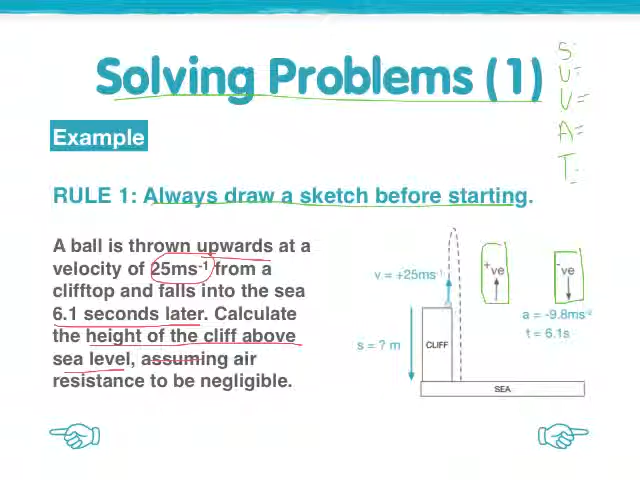 Solving Problems (1)
S:
U=
V=
A=
T:
Example
RULE 1: Always draw a sketch before starting.
A ball is thrown upwards at a
velocity of 25ms-¹ from a
clifftop and falls into the sea
6.1 seconds later. Calculate
the height of the cliff above
sea level, assuming air
resistance to be negligible.
v = +25ms-¹
+ve
-ve
a = -9.8ms-²
t = 6.1s
s = ? m
CLIFF
SEA